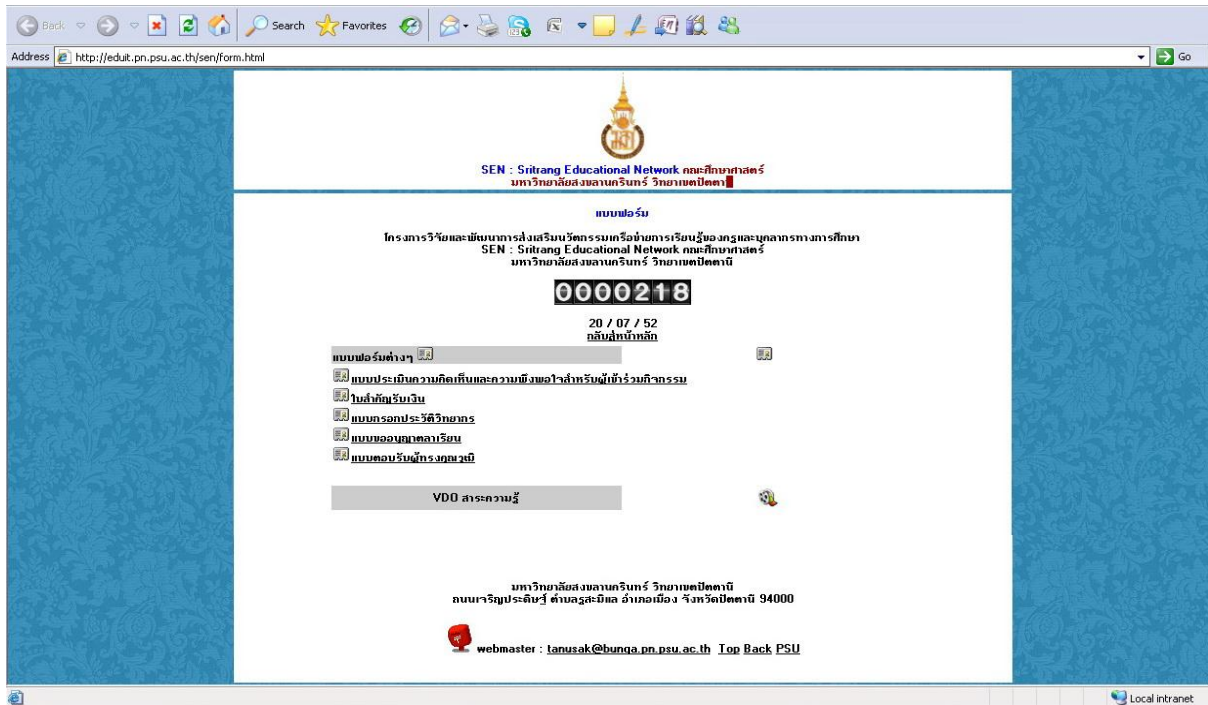 Back Search Favorites
Address http://eduit.pn.psu.ac.th/sen/form.html Go
SEN : Sritrang Educational Network คณะศึกษาศาสตร์
มหาวิทยาลัยสงขลานครินทร์ วิทยาเขตปัตตา
แบบฟอร์ม
โครงการวิจัยและพัฒนาการส่งเสริมนวัตกรรมเครือข่ายการเรียนรู้ของครูและบุคลากรทางการศึกษา
SEN : Sritrang Educational Network คณะศึกษาศาสตร์
มหาวิทยาลัยสงขลานครินทร์ วิทยาเขตปัตตานี
0000218
20 / 07 / 52
กลับสู่หน้าหลัก
แบบฟอร์มต่างๆ
แบบประเมินความคิดเห็นและความพึงพอใจสำหรับผู้เข้าร่วมกิจกรรม
ใบสำคัญรับเงิน
แบบกรอกประวัติวิทยากร
แบบขออนุญาตลาเรียน
แบบตอบรับผู้ทรงคุณวุฒิ
VDO สาระความรู้
มหาวิทยาลัยสงขลานครินทร์ วิทยาเขตปัตตานี
ถนนเจริญประดิษฐ์ ตำบลรูสะมิแล อำเภอเมือง จังหวัดปัตตานี 94000
webmaster : tanusak@bunga.pn.psu.ac.th Top Back PSU
Local intranet